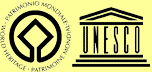 WORLD HERITAGE • PATRIMOINE MONDIAL • PATRIMONIO MUNDIAL •
UNESCO